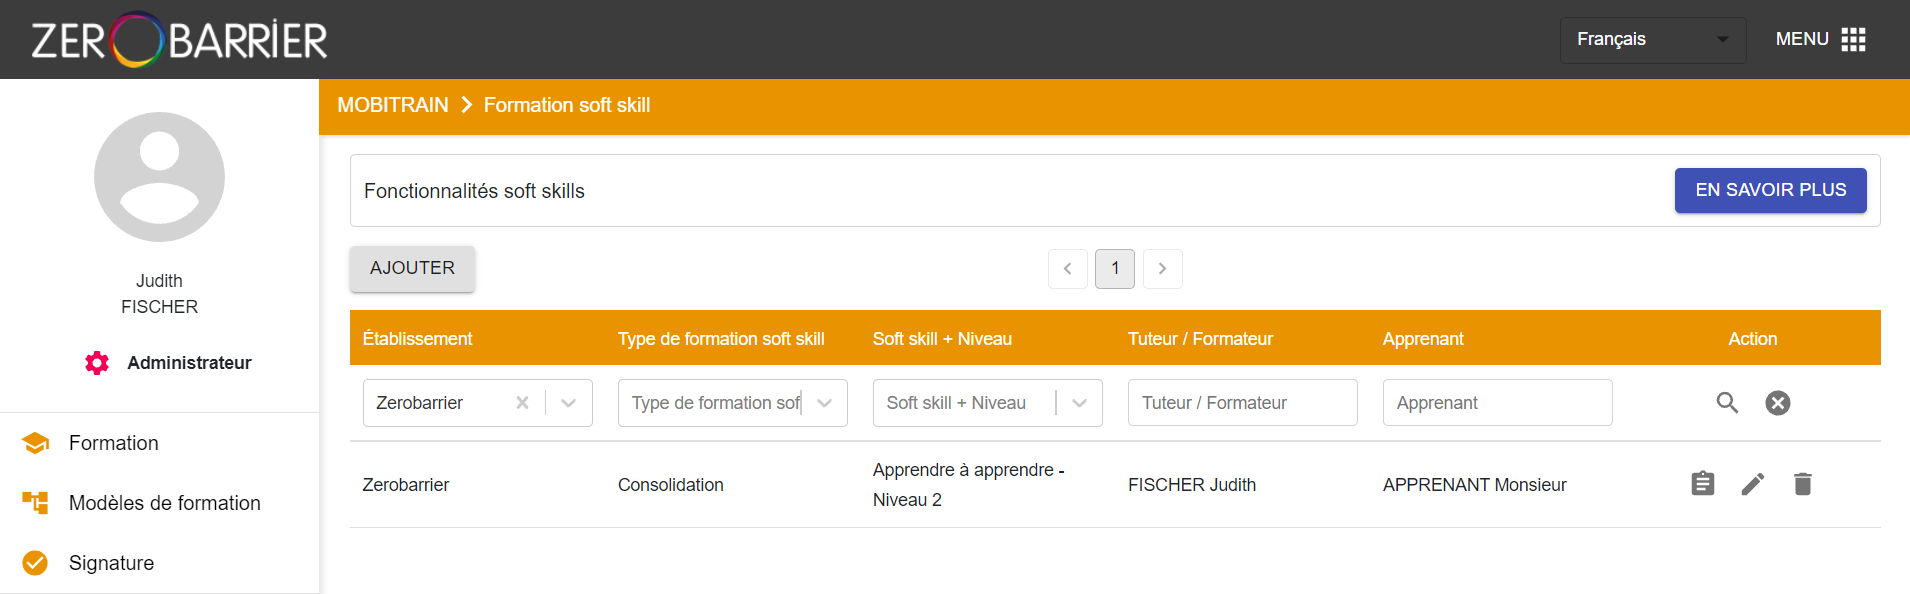 ZEROBARRIER
Français
MENU
MOBITRAIN > Formation soft skill
Judith
FISCHER
Administrateur
Formation
Modèles de formation
Signature
Fonctionnalités soft skills
EN SAVOIR PLUS
AJOUTER
1
Établissement Type de formation soft skill Soft skill + Niveau Tuteur / Formateur Apprenant Action
Zerobarrier Type de formation sof Soft skill + Niveau Tuteur / Formateur Apprenant
Zerobarrier Consolidation Apprendre à apprendre - FISCHER Judith APPRENANT Monsieur
Niveau 2